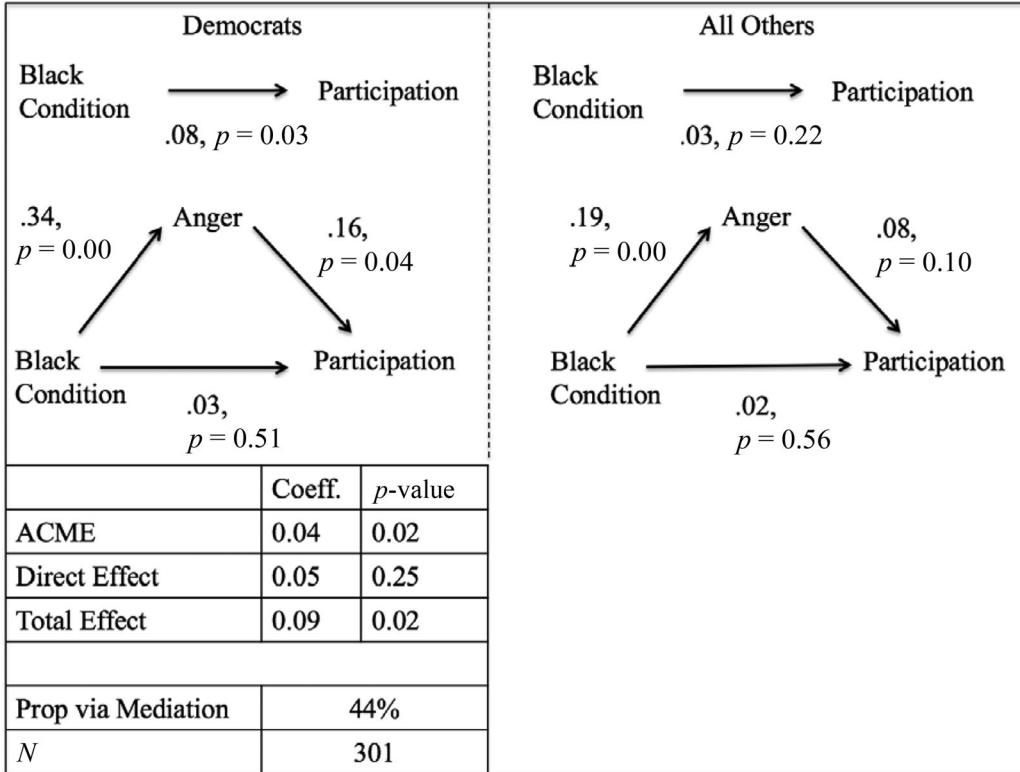 Democrats
Black
Condition
Participation
.08, p = 0.03
.34,
p = 0.00
Anger
.16,
p = 0.04
Black
Condition
Participation
.03,
p = 0.51
All Others
Black
Condition
Participation
.03, p = 0.22
.19,
p = 0.00
Anger
.08,
p = 0.10
Black
Condition
Participation
.02,
p = 0.56
Coeff. p-value
ACME 0.04 0.02
Direct Effect 0.05 0.25
Total Effect 0.09 0.02
Prop via Mediation 44%
N 301